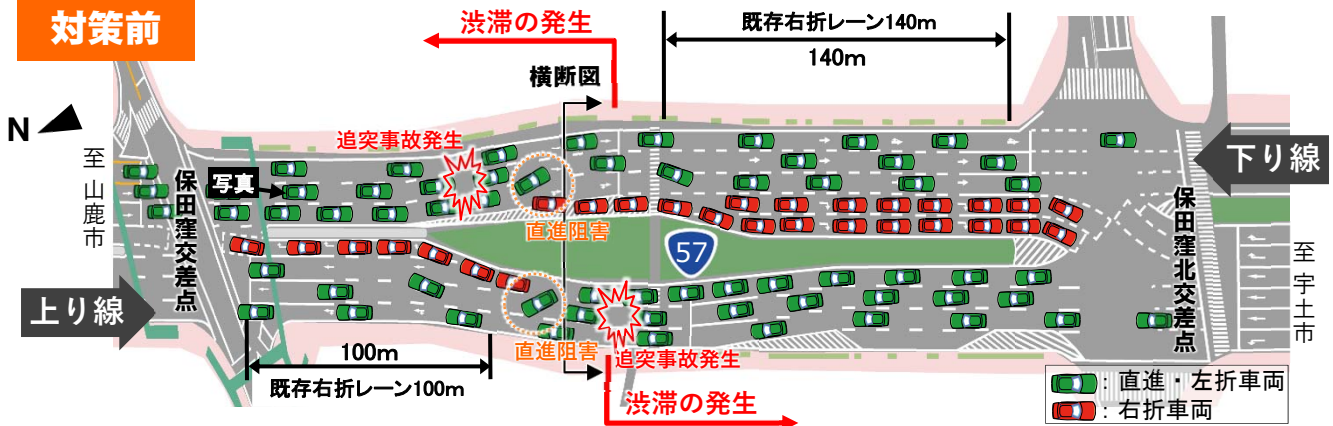 対策前
渋滞の発生
既存右折レーン140m
140m
横断図
N
追突事故発生
至 山鹿市
保田窪交差点
写真
直進阻害
57
下り線
保田窪北交差点
至 宇土市
上り線
直進阻害
追突事故発生
100m
既存右折レーン100m
渋滞の発生
：直進・左折車両
：右折車両